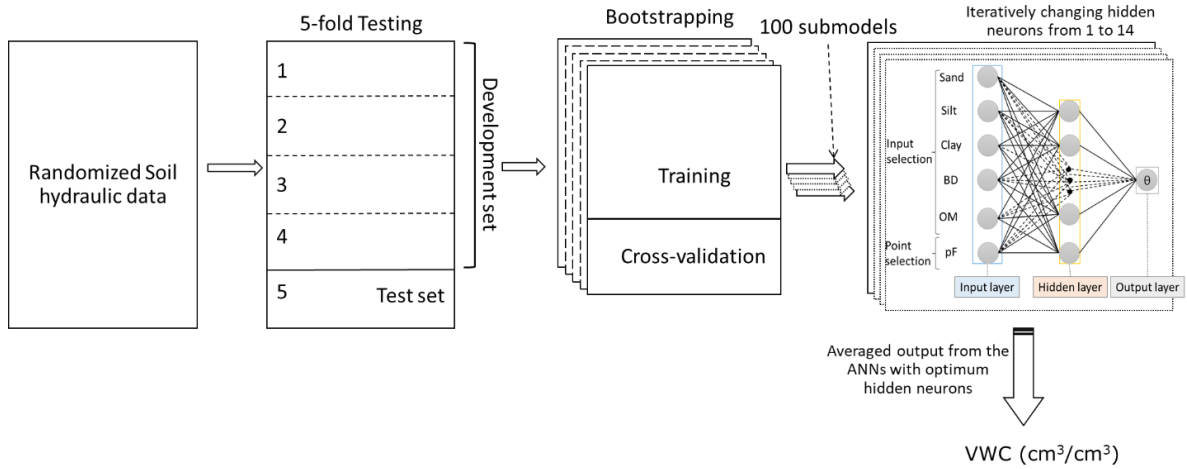 Randomized Soil
hydraulic data
5-fold Testing
1
2
3
4
5
Test set
Development set
Bootstrapping
Training
Cross-validation
100 submodels
Iteratively changing hidden
neurons from 1 to 14
Input
selection
Sand
Silt
Clay
BD
OM
Point
selection
pF
θ
Input layer
Hidden layer
Output layer
Averaged output from the
ANNs with optimum
hidden neurons
VWC (cm³/cm³)